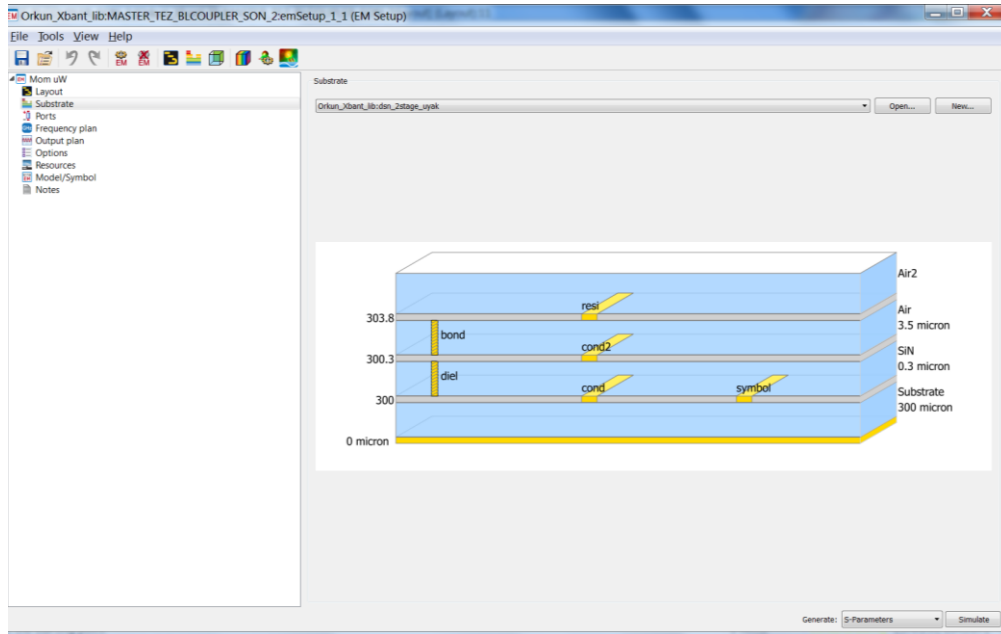 Orkun_Xbant_lib:MASTER_TEZ_BLCOUPLER_SON_2:emSetup_1_1 (EM Setup)
File Tools View Help
Mom uW
Layout
Substrate
Ports
Frequency plan
Output plan
Options
Resources
Model/Symbol
Notes
Substrate
Orkun_Xbant_lib:dsn_2stage_uyak
Open...
New...
Air2
resi
303.8
Air
3.5 micron
bond
cond2
300.3
SiN
0.3 micron
diel
cond
symbol
300
Substrate
300 micron
0 micron
Generate: S-Parameters
Simulate